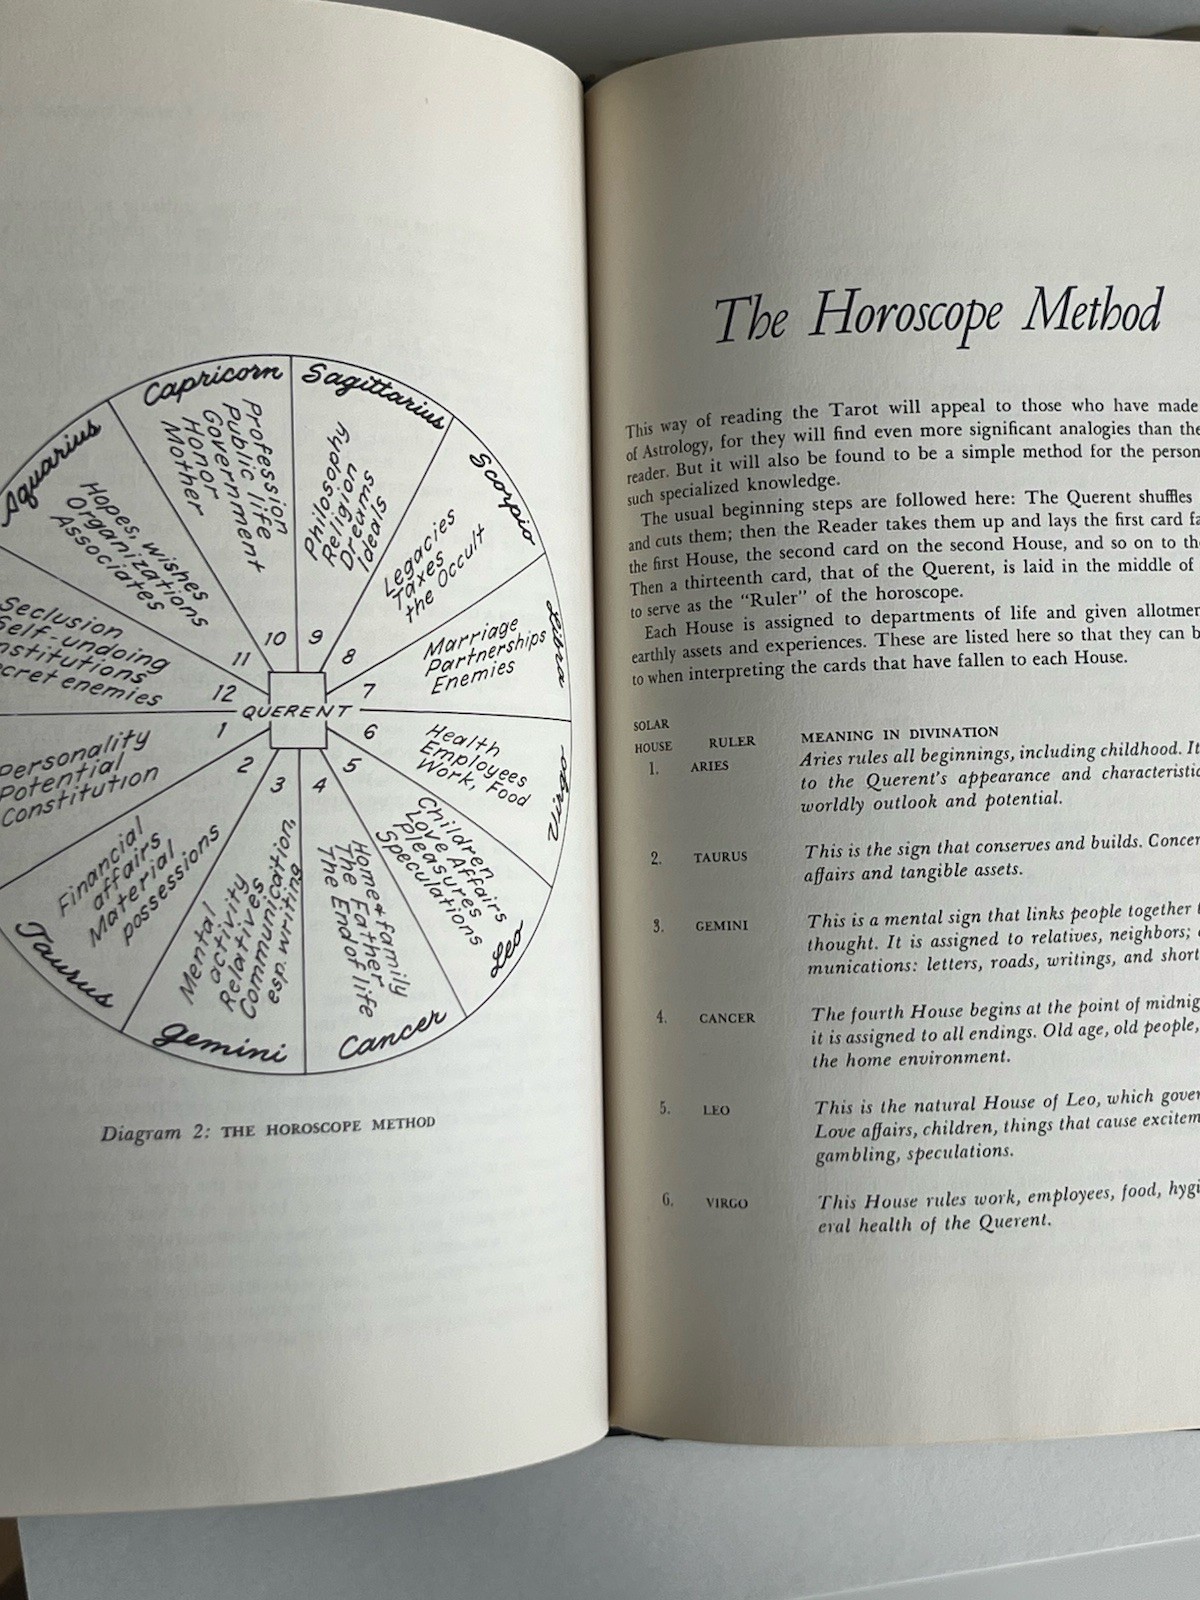 Capricorn
Profession
Public life
Government
Honor
Mother
Sagittarius
Philosophy
Religion
Dreams
Ideals
Scorpio
Legacies
Taxes
the Occult
Libra
Marriage
Partnerships
Enemies
Virgo
Health
Employees
Work, Food
Leo
Children
Love Affairs
Pleasures
Speculations
Cancer
Home & family
The Father
The End of life
Gemini
Mental
activity
Relatives
Communication,
esp. writing
Taurus
Financial
affairs
Material
possessions
Personality
Potential
Constitution
Seclusion
Self-undoing
enemies
Aquarius
Hopes, wishes
Organizations
Associates
10 9
11 8
12 7
QUERENT
1 6
2 5
3 4
Diagram 2: THE HOROSCOPE METHOD
The Horoscope Method
This way of reading the Tarot will appeal to those who have made
of Astrology, for they will find even more significant analogies than the
reader. But it will also be found to be a simple method for the person
such specialized knowledge.
The usual beginning steps are followed here: The Querent shuffles
and cuts them; then the Reader takes them up and lays the first card
the first House, the second card on the second House, and so on to
Then a thirteenth card, that of the Querent, is laid in the middle of
to serve as the "Ruler" of the horoscope.
Each House is assigned to departments of life and given
earthly assets and experiences. These are listed here so that they can
to when interpreting the cards that have fallen to each House.
SOLAR
HOUSE RULER MEANING IN DIVINATION
1. ARIES Aries rules all beginnings, including childhood. It
to the Querent's appearance and
worldly outlook and potential.
2. TAURUS This is the sign that conserves and builds.
affairs and tangible assets.
3. GEMINI This is a mental sign that links people together
thought. It is assigned to relatives, neighbors;
munications: letters, roads, writings, and short
4. CANCER The fourth House begins at the point of
it is assigned to all endings. Old age, old people,
the home environment.
5. LEO This is the natural House of Leo, which
Love affairs, children, things that cause
gambling, speculations.
6. VIRGO This House rules work, employees, food,
eral health of the Querent.